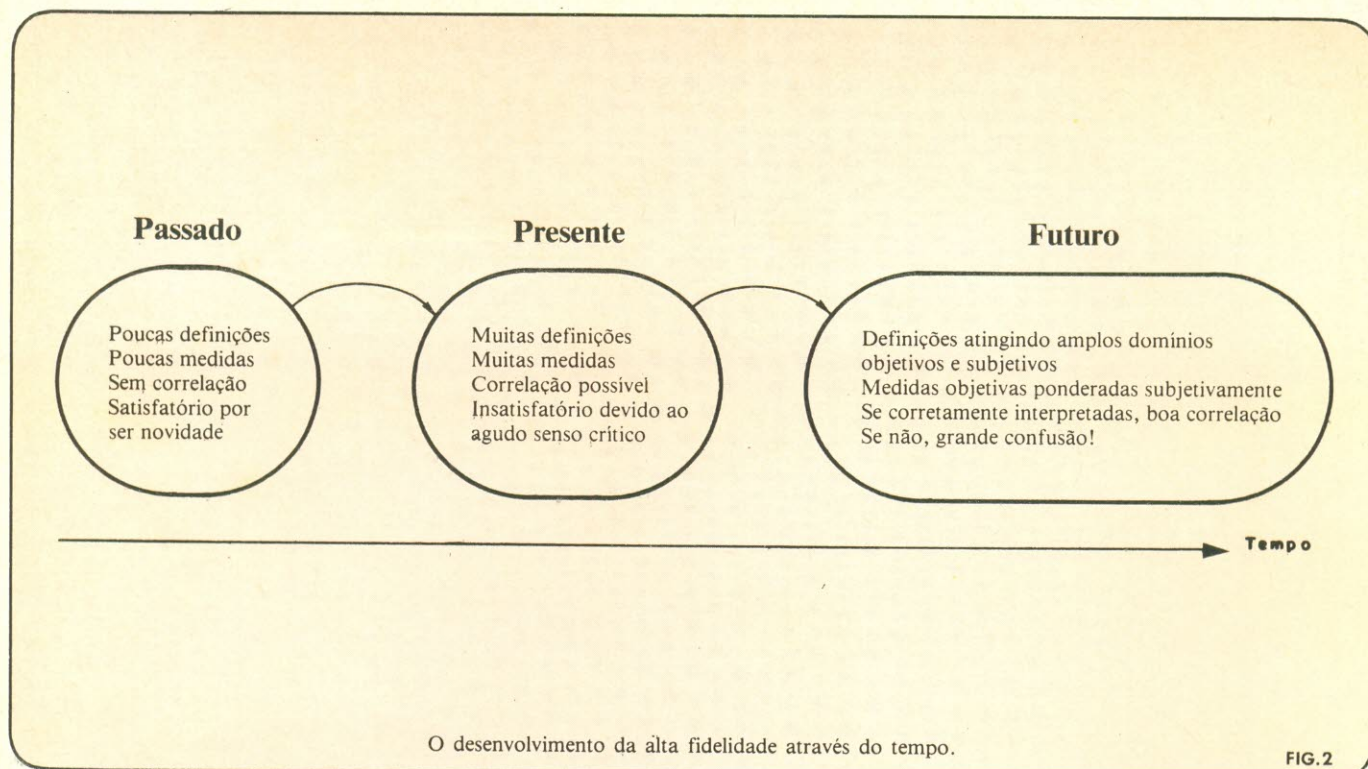 Passado
Poucas definições
Poucas medidas
Sem correlação
Satisfatório por
ser novidade
Presente
Muitas definições
Muitas medidas
Correlação possível
Insatisfatório devido ao
agudo senso crítico
Futuro
Definições atingindo amplos domínios
objetivos e subjetivos
Medidas objetivas ponderadas subjetivamente
Se corretamente interpretadas, boa correlação
Se não, grande confusão!
Tempo
O desenvolvimento da alta fidelidade através do tempo.
FIG.2